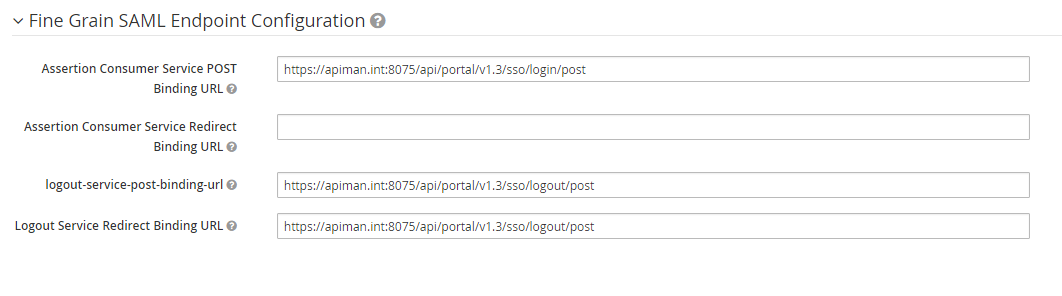 Fine Grain SAML Endpoint Configuration
Assertion Consumer Service POST
Binding URL
https://apiman.int:8075/api/portal/v1.3/sso/login/post
Assertion Consumer Service Redirect
Binding URL
logout-service-post-binding-url
https://apiman.int:8075/api/portal/v1.3/sso/logout/post
Logout Service Redirect Binding URL
https://apiman.int:8075/api/portal/v1.3/sso/logout/post